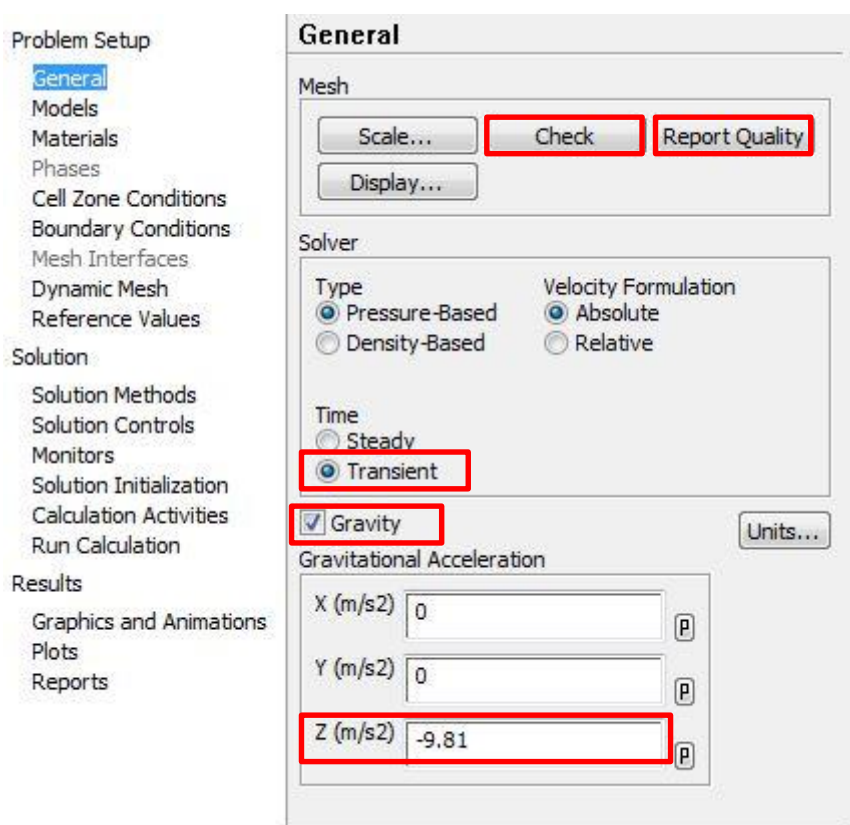 Problem Setup
General
Models
Materials
Phases
Cell Zone Conditions
Boundary Conditions
Mesh Interfaces
Dynamic Mesh
Reference Values
Solution
Solution Methods
Solution Controls
Monitors
Solution Initialization
Calculation Activities
Run Calculation
Results
Graphics and Animations
Plots
Reports
General
Mesh
Scale... Check Report Quality
Display...
Solver
Type Velocity Formulation
Pressure-Based Absolute
Density-Based Relative
Time
Steady
Transient
Gravity Units...
Gravitational Acceleration
X (m/s2) 0 P
Y (m/s2) 0 P
Z (m/s2) -9.81 P